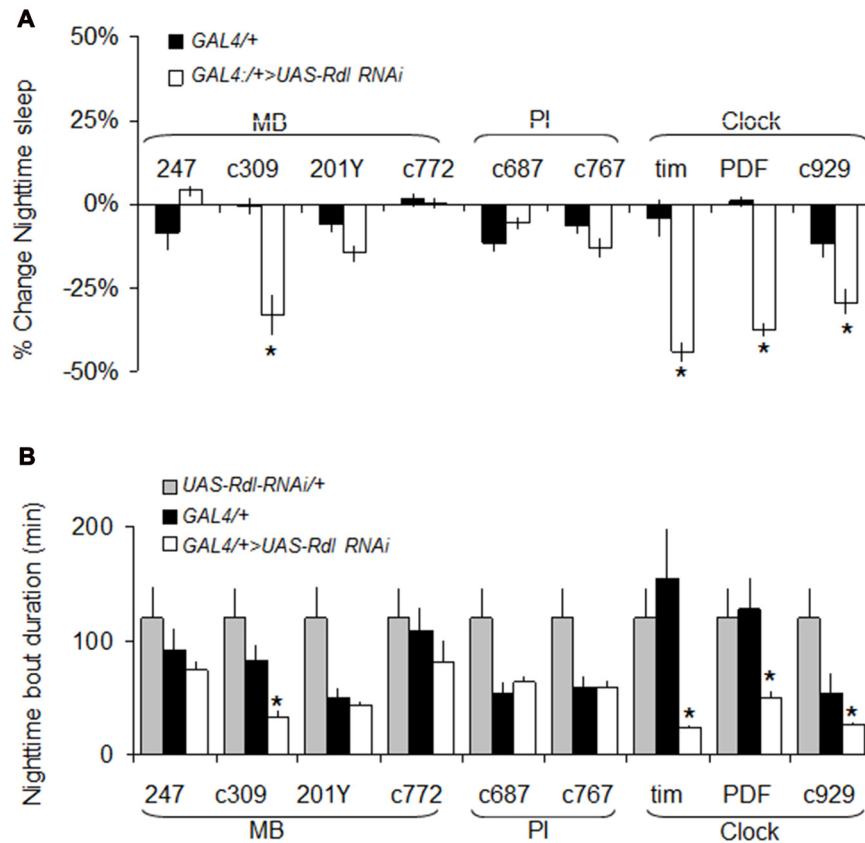 A
50%
25%
0%
-25%
-50%
% Change Nighttime sleep
GAL4/+
GAL4:/+>UAS-Rdl RNAi
MB PI Clock
247 c309 201Y c772 c687 c767 tim PDF c929
* * * *
B
200
100
0
Nighttime bout duration (min)
UAS-Rdl-RNAi/+
GAL4/+
GAL4/+>UAS-Rdl RNAi
* * * *
247 c309 201Y c772 c687 c767 tim PDF c929
MB PI Clock